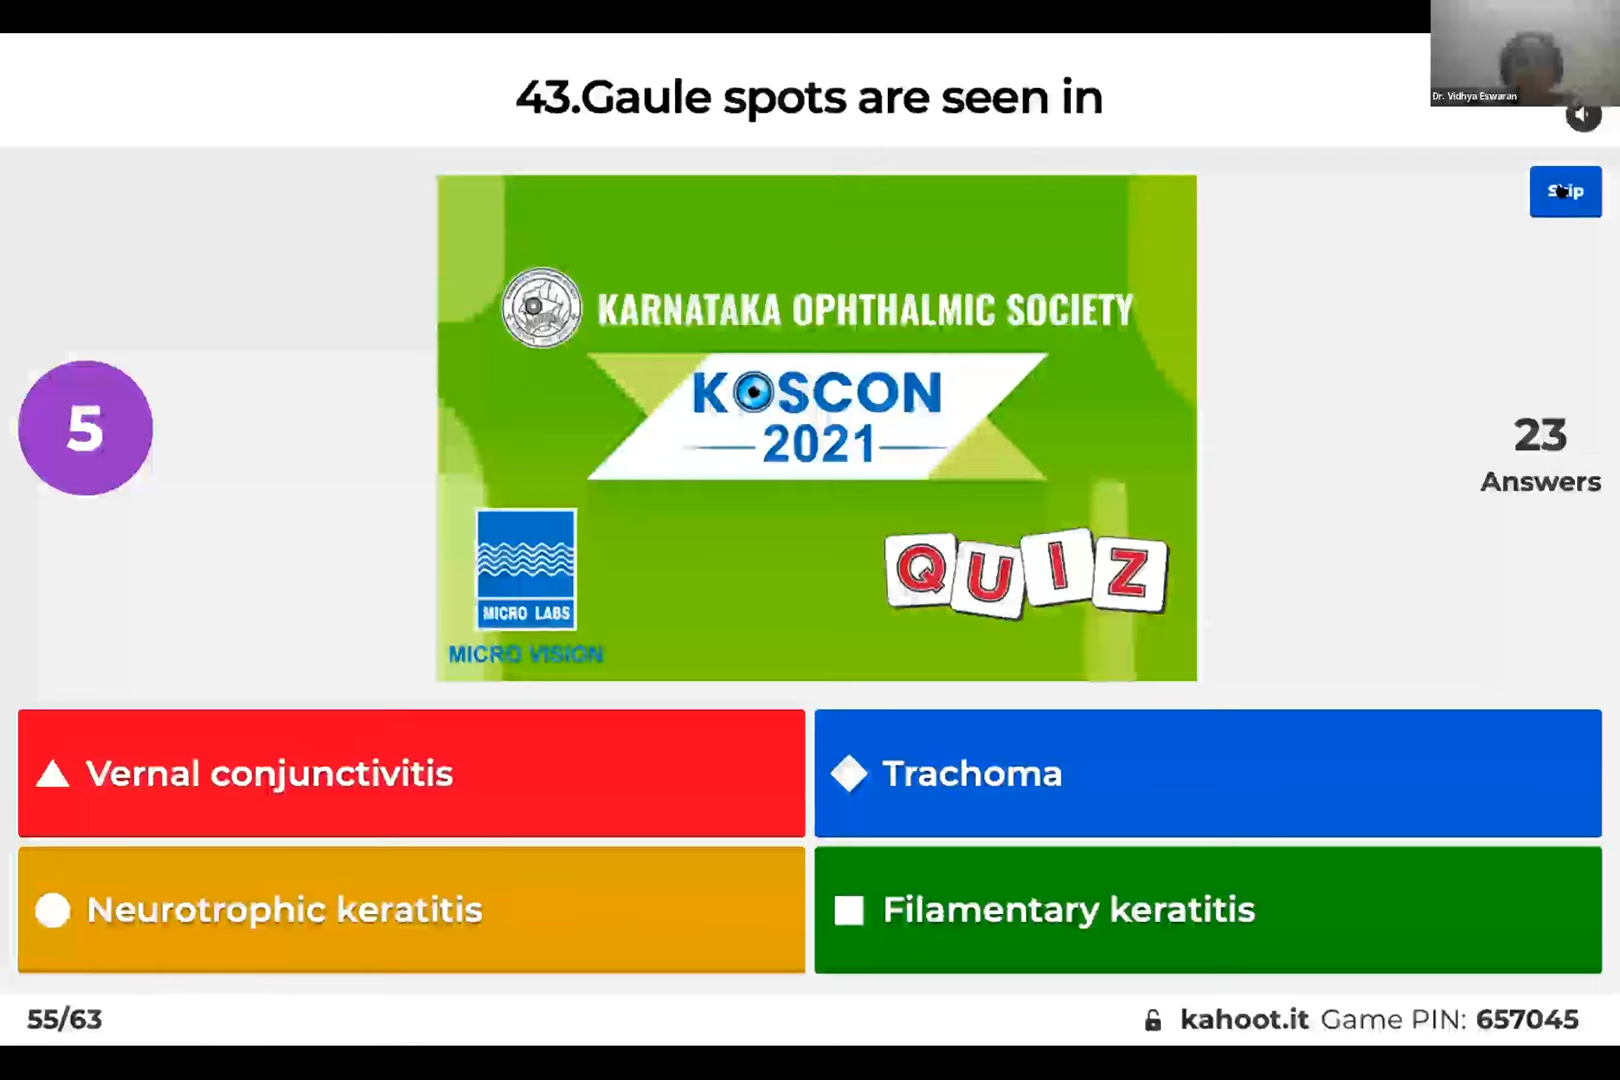 43.Gaule spots are seen in
Dr. Vidhya Eswaran
Skip
KARNATAKA OPHTHALMIC SOCIETY
KOSCON
2021
5
23
Answers
MICRO LABS
MICRO VISION
QUIZ
Vernal conjunctivitis
Trachoma
Neurotrophic keratitis
Filamentary keratitis
55/63
kahoot.it Game PIN: 657045